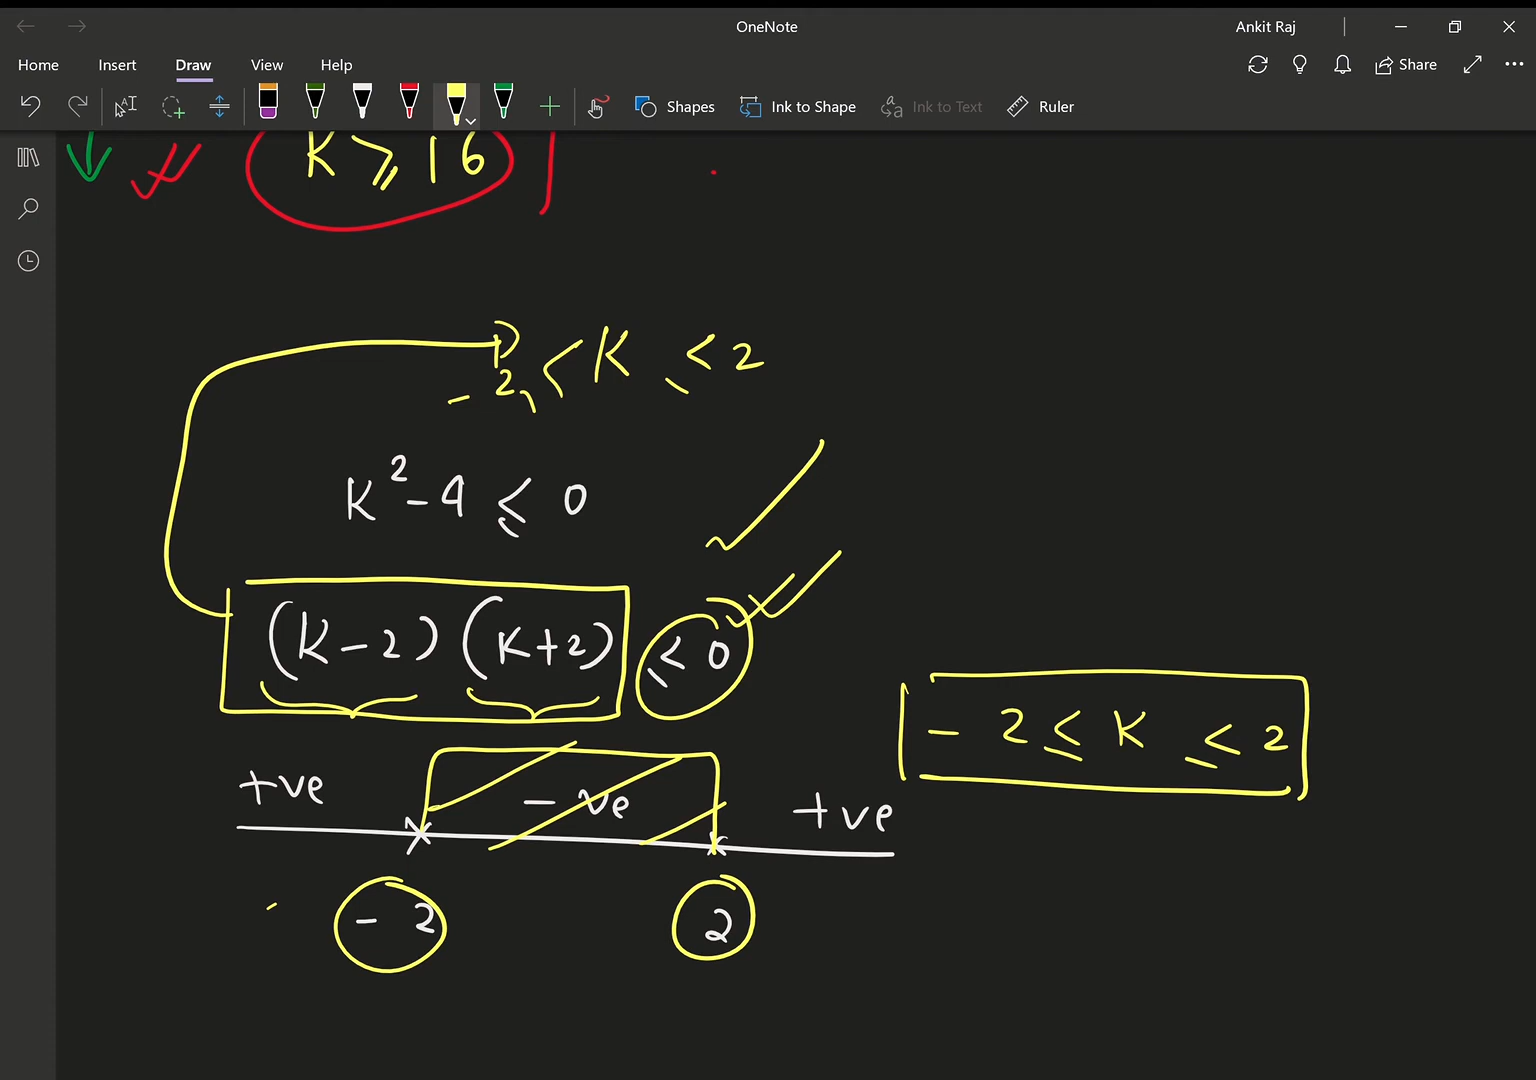 OneNote
Ankit Raj
Home Insert Draw View Help
Share
Shapes Ink to Shape Ink to Text Ruler
K ⩾ 16
-2 ≤ K ≤ 2
K² - 4 ≤ 0
(K-2) (K+2) ≤ 0
- 2 ≤ K ≤ 2
+ve - ve +ve
- 2 2